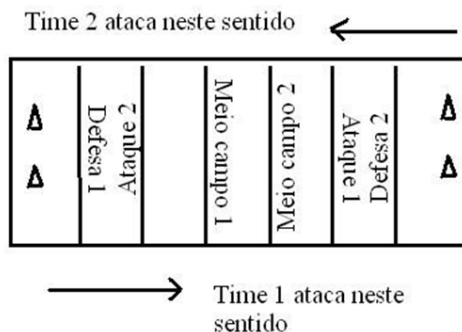 Time 2 ataca neste sentido
Defesa 1
Ataque 2
Meio campo 1
Meio campo 2
Ataque 1
Defesa 2
Time 1 ataca neste
sentido